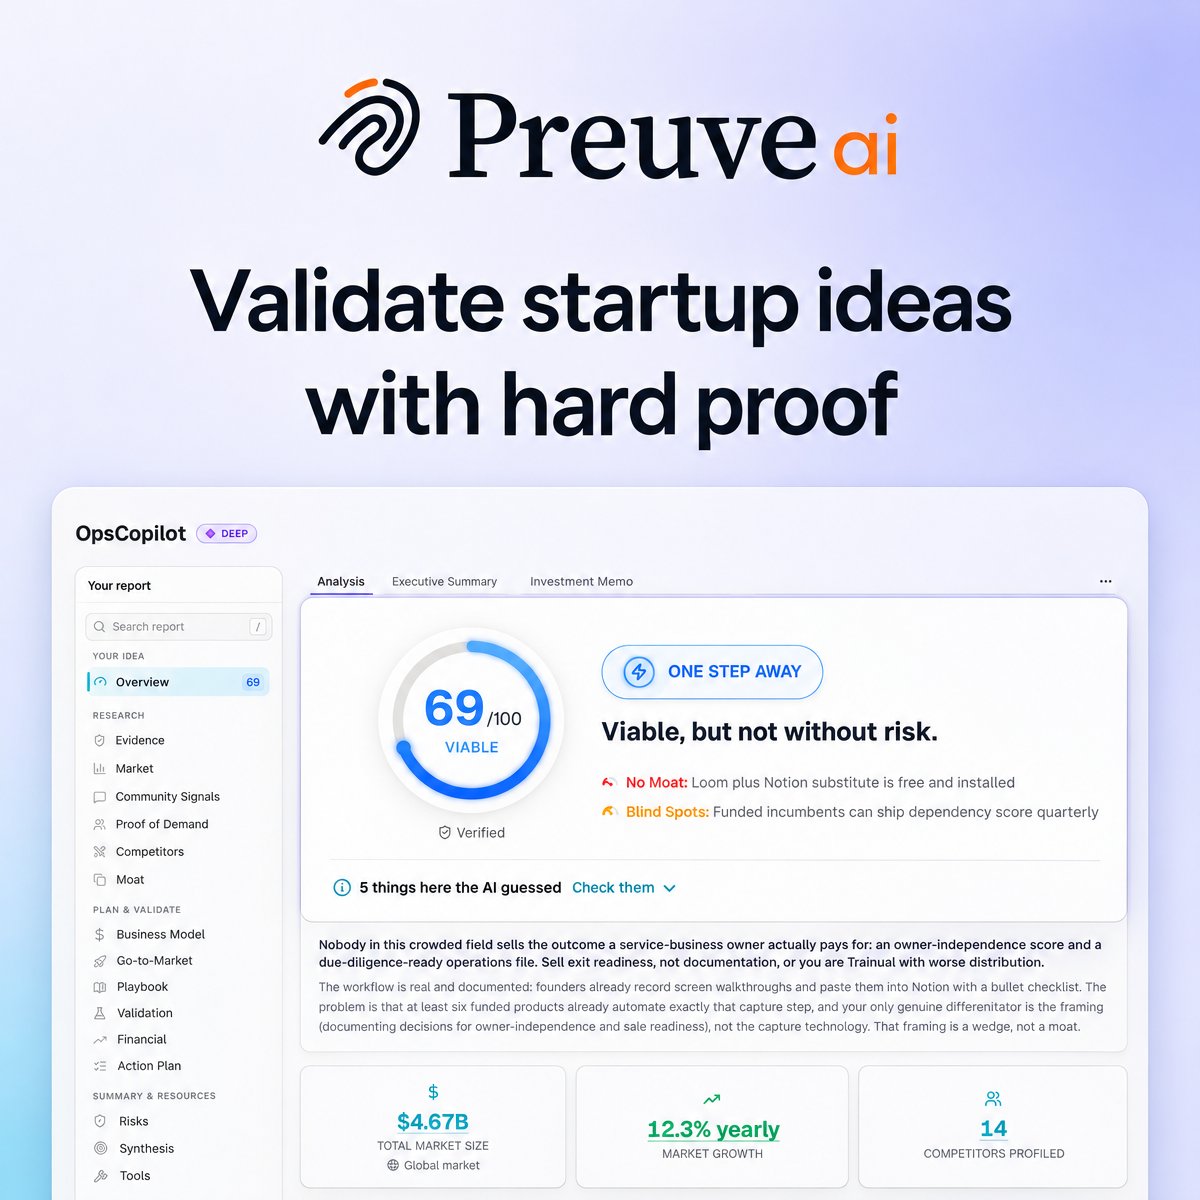 Preuve ai
Validate startup ideas
with hard proof
OpsCopilot
DEEP
Your report
Search report
/
YOUR IDEA
Overview
69
RESEARCH
Evidence
Market
Community Signals
Proof of Demand
Competitors
Moat
PLAN & VALIDATE
Business Model
Go-to-Market
Playbook
Validation
Financial
Action Plan
SUMMARY & RESOURCES
Risks
Synthesis
Tools
Analysis
Executive Summary
Investment Memo
69/100
VIABLE
Verified
ONE STEP AWAY
Viable, but not without risk.
No Moat: Loom plus Notion substitute is free and installed
Blind Spots: Funded incumbents can ship dependency score quarterly
5 things here the AI guessed Check them
Nobody in this crowded field sells the outcome a service-business owner actually pays for: an owner-independence score and a
due-diligence-ready operations file. Sell exit readiness, not documentation, or you are Trainual with worse distribution.
The workflow is real and documented: founders already record screen walkthroughs and paste them into Notion with a bullet checklist. The
problem is that at least six funded products already automate exactly that capture step, and your only genuine differenitator is the framing
(documenting decisions for owner-independence and sale readiness), not the capture technology. That framing is a wedge, not a moat.
$
$4.67B
TOTAL MARKET SIZE
Global market
12.3% yearly
MARKET GROWTH
14
COMPETITORS PROFILED